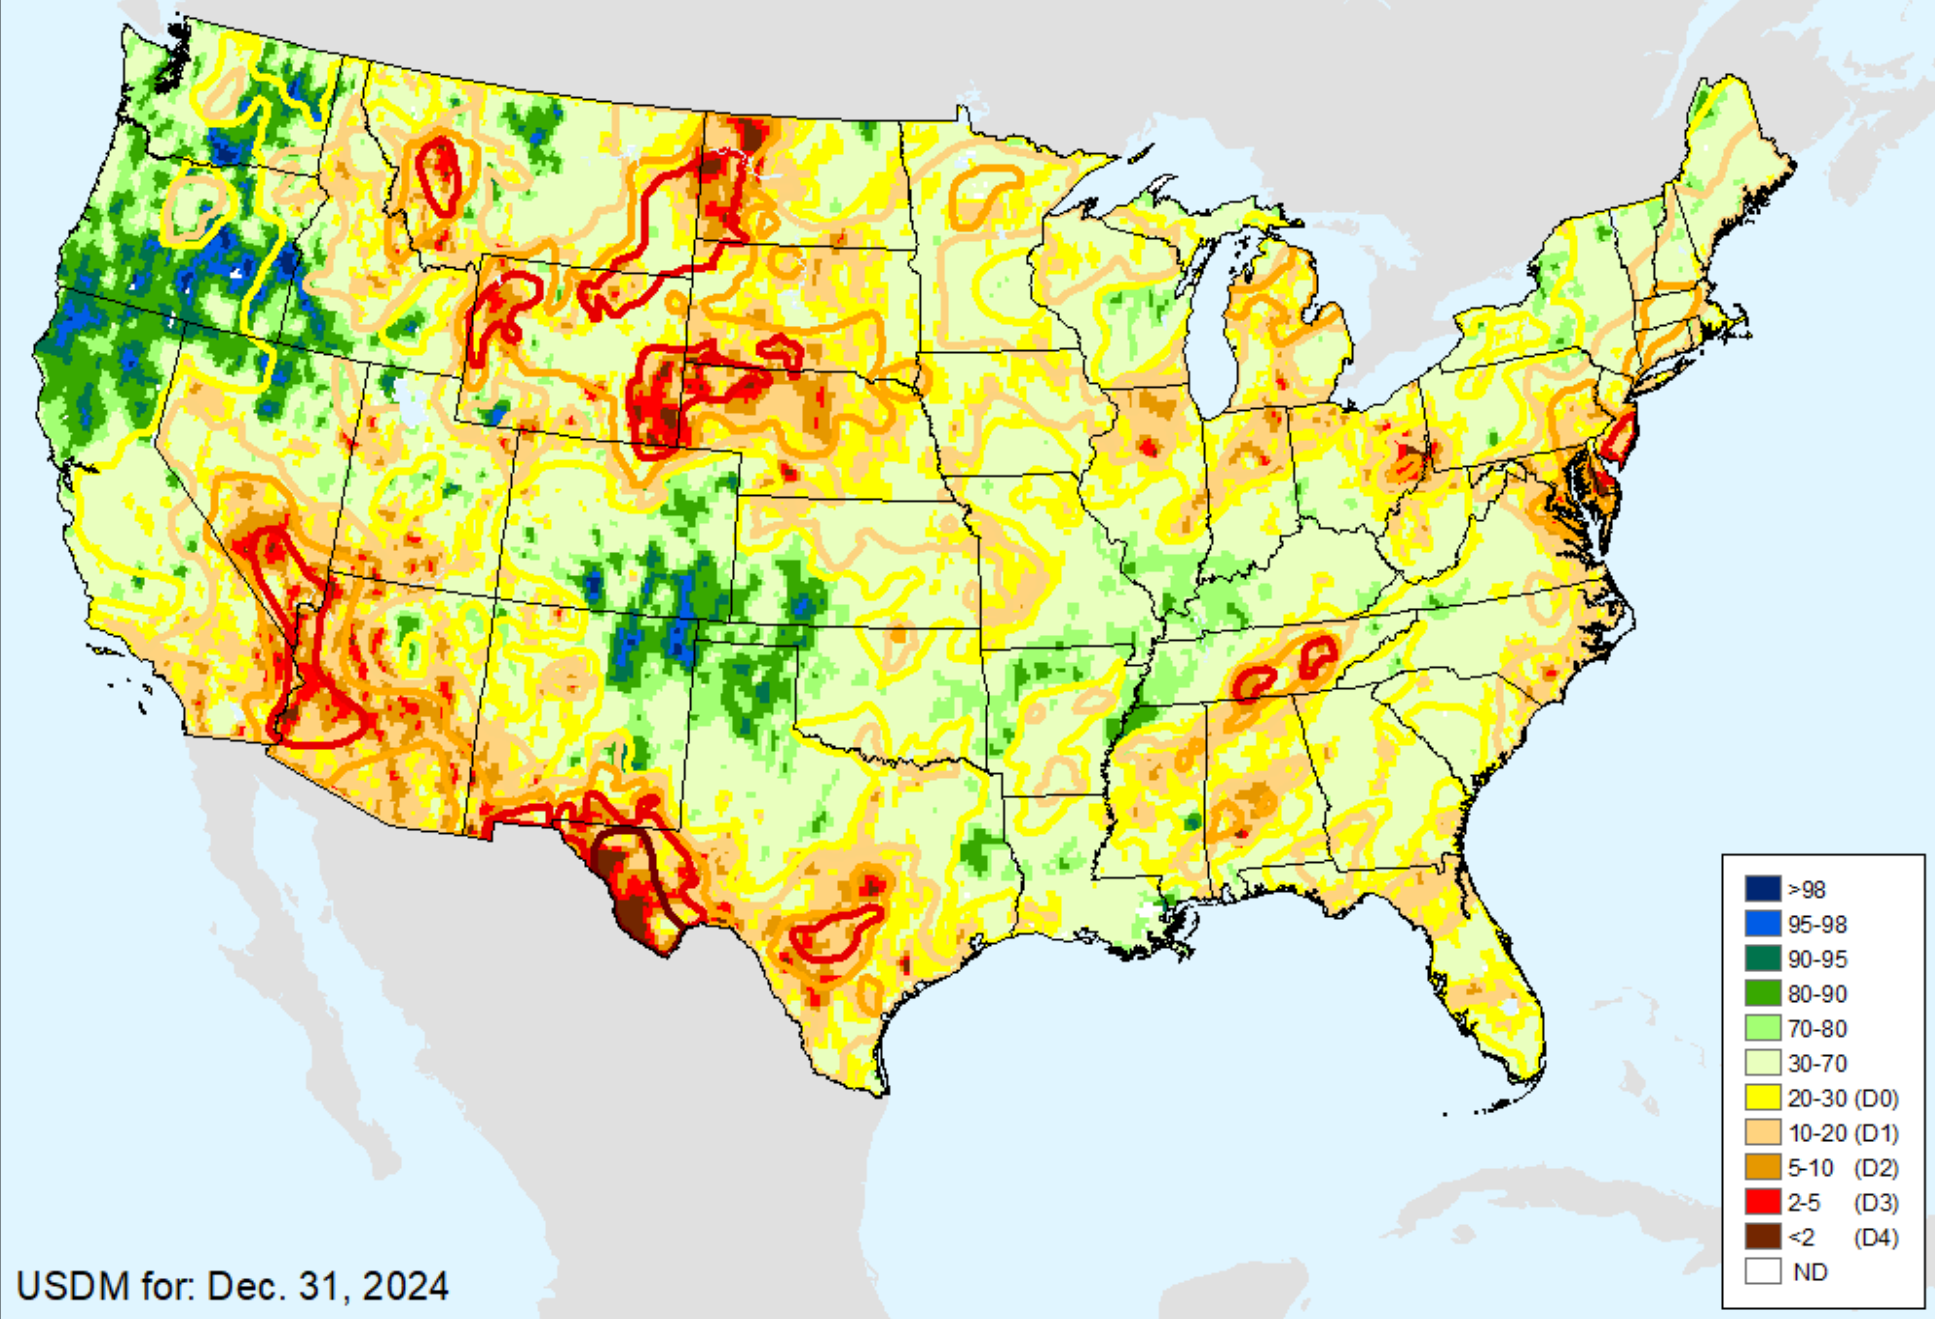 >98
95-98
90-95
80-90
70-80
30-70
20-30 (D0)
10-20 (D1)
5-10 (D2)
2-5 (D3)
<2 (D4)
ND
USDM for: Dec. 31, 2024